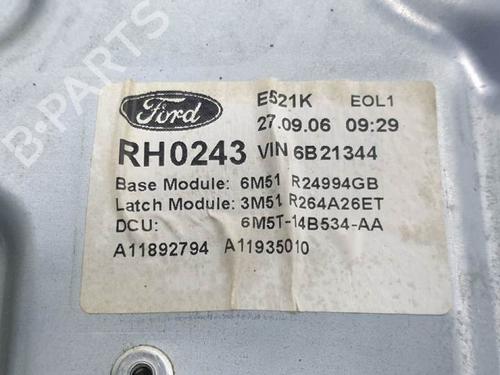 B-PARTS
Ford E521K EOL1
27.09.06 09:29
RH0243 VIN 6B21344
Base Module: 6M51 R24994GB
Latch Module: 3M51 R264A26ET
DCU: 6M5T-14B534-AA
A11892794 A11935010